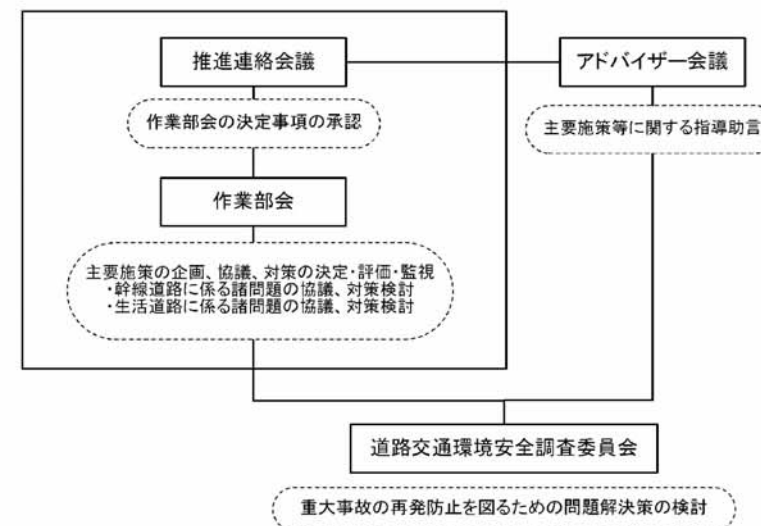 推進連絡会議
アドバイザー会議
作業部会の決定事項の承認
主要施策等に関する指導助言
作業部会
主要施策の企画、協議、対策の決定・評価・監視
・幹線道路に係る諸問題の協議、対策検討
・生活道路に係る諸問題の協議、対策検討
道路交通環境安全調査委員会
重大事故の再発防止を図るための問題解決策の検討